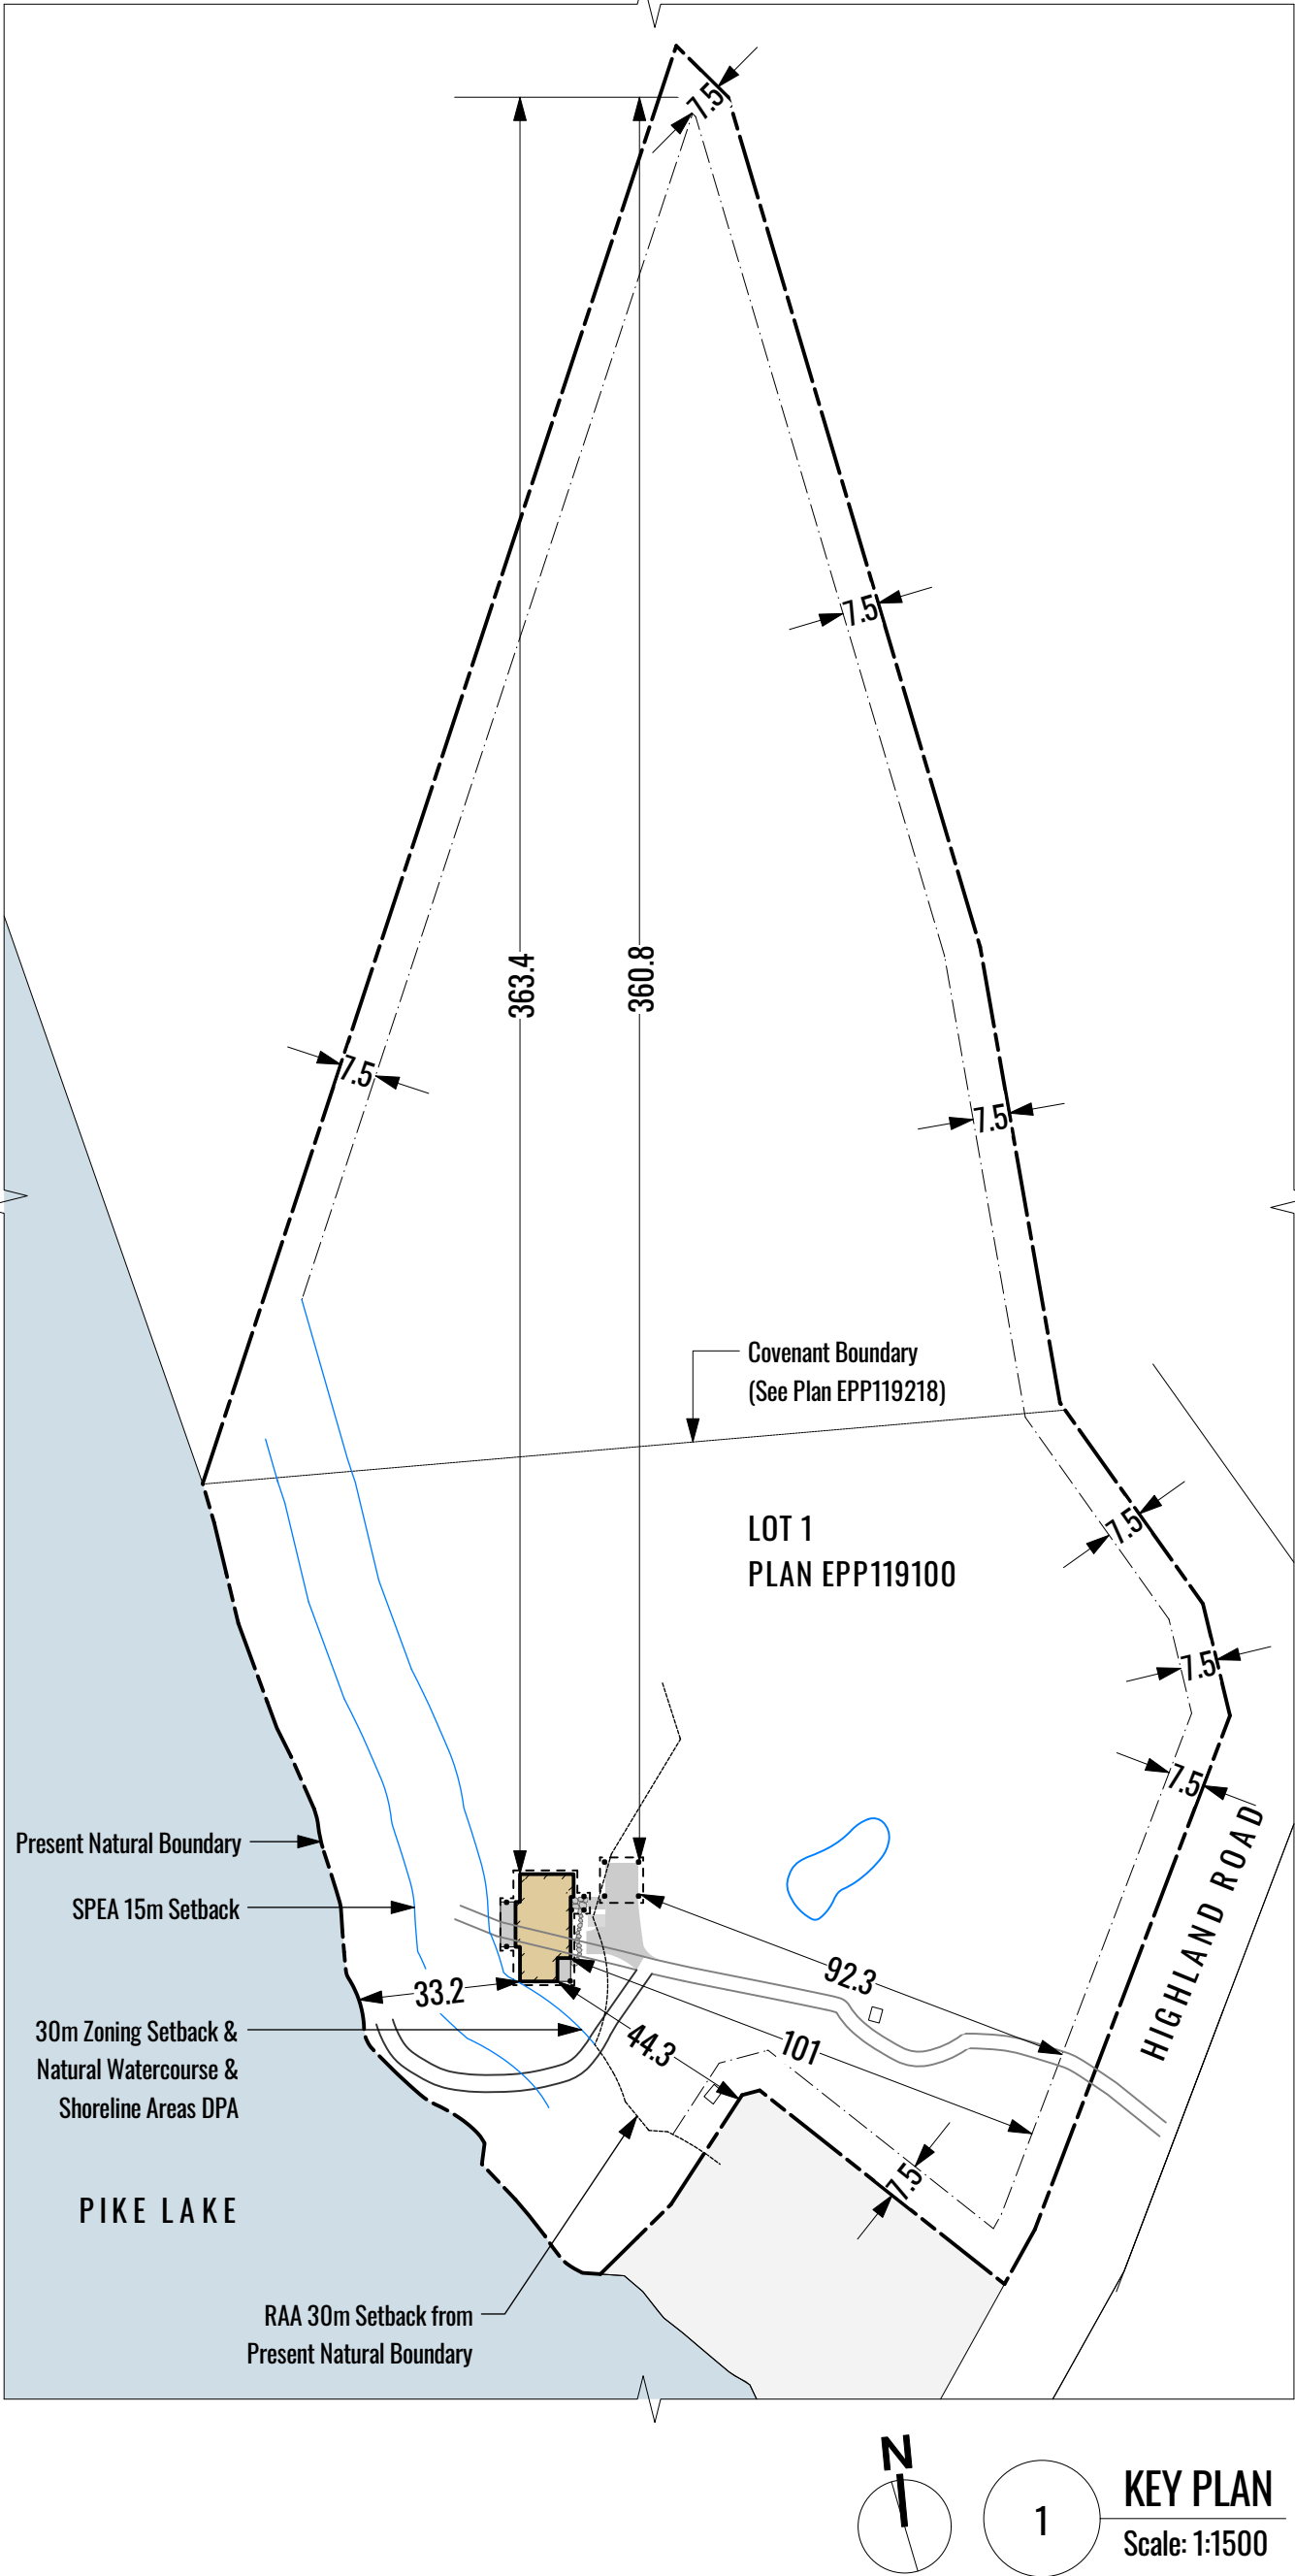 7.5
7.5
363.4
360.8
7.5
7.5
Covenant Boundary
(See Plan EPP119218)
LOT 1
PLAN EPP119100
7.5
7.5
7.5
HIGHLAND ROAD
Present Natural Boundary
SPEA 15m Setback
33.2
92.3
30m Zoning Setback &
Natural Watercourse &
Shoreline Areas DPA
44.3
101
7.5
PIKE LAKE
RAA 30m Setback from
Present Natural Boundary
N
1
KEY PLAN
Scale: 1:1500